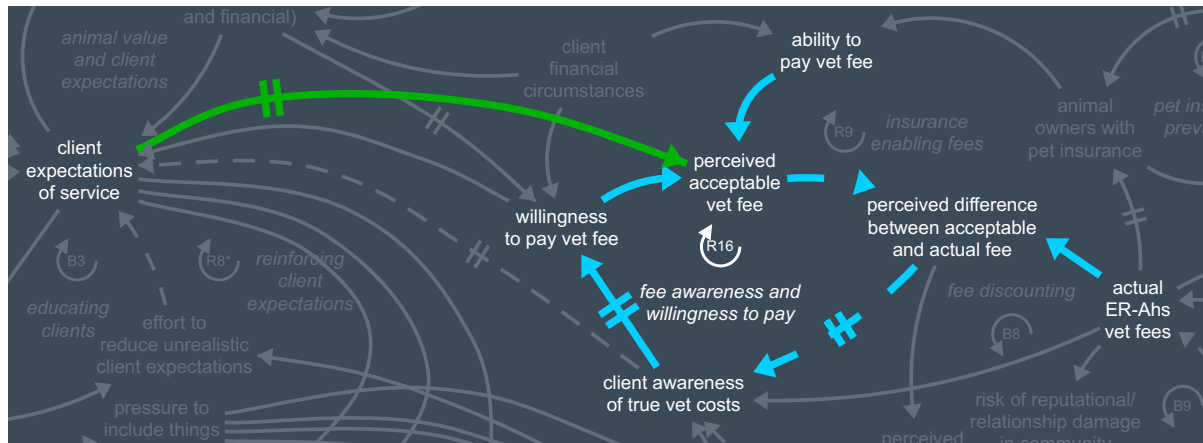 and financial)
animal value
and client
expectations
client
financial
circumstances
ability to
pay vet fee
client
expectations
of service
perceived
acceptable
vet fee
R9
insurance
enabling fees
animal
owners with
pet insurance
pet ins
prev
willingness
to pay vet fee
perceived difference
between acceptable
and actual fee
R16
fee awareness and
willingness to pay
B3
educating
clients
R8*
reinforcing
client
expectations
effort to
reduce unrealistic
client expectations
fee discounting
B8
actual
ER-Ahs
vet fees
client awareness
of true vet costs
pressure to
include things
risk of reputational/
relationship damage
in community
B9
perceived